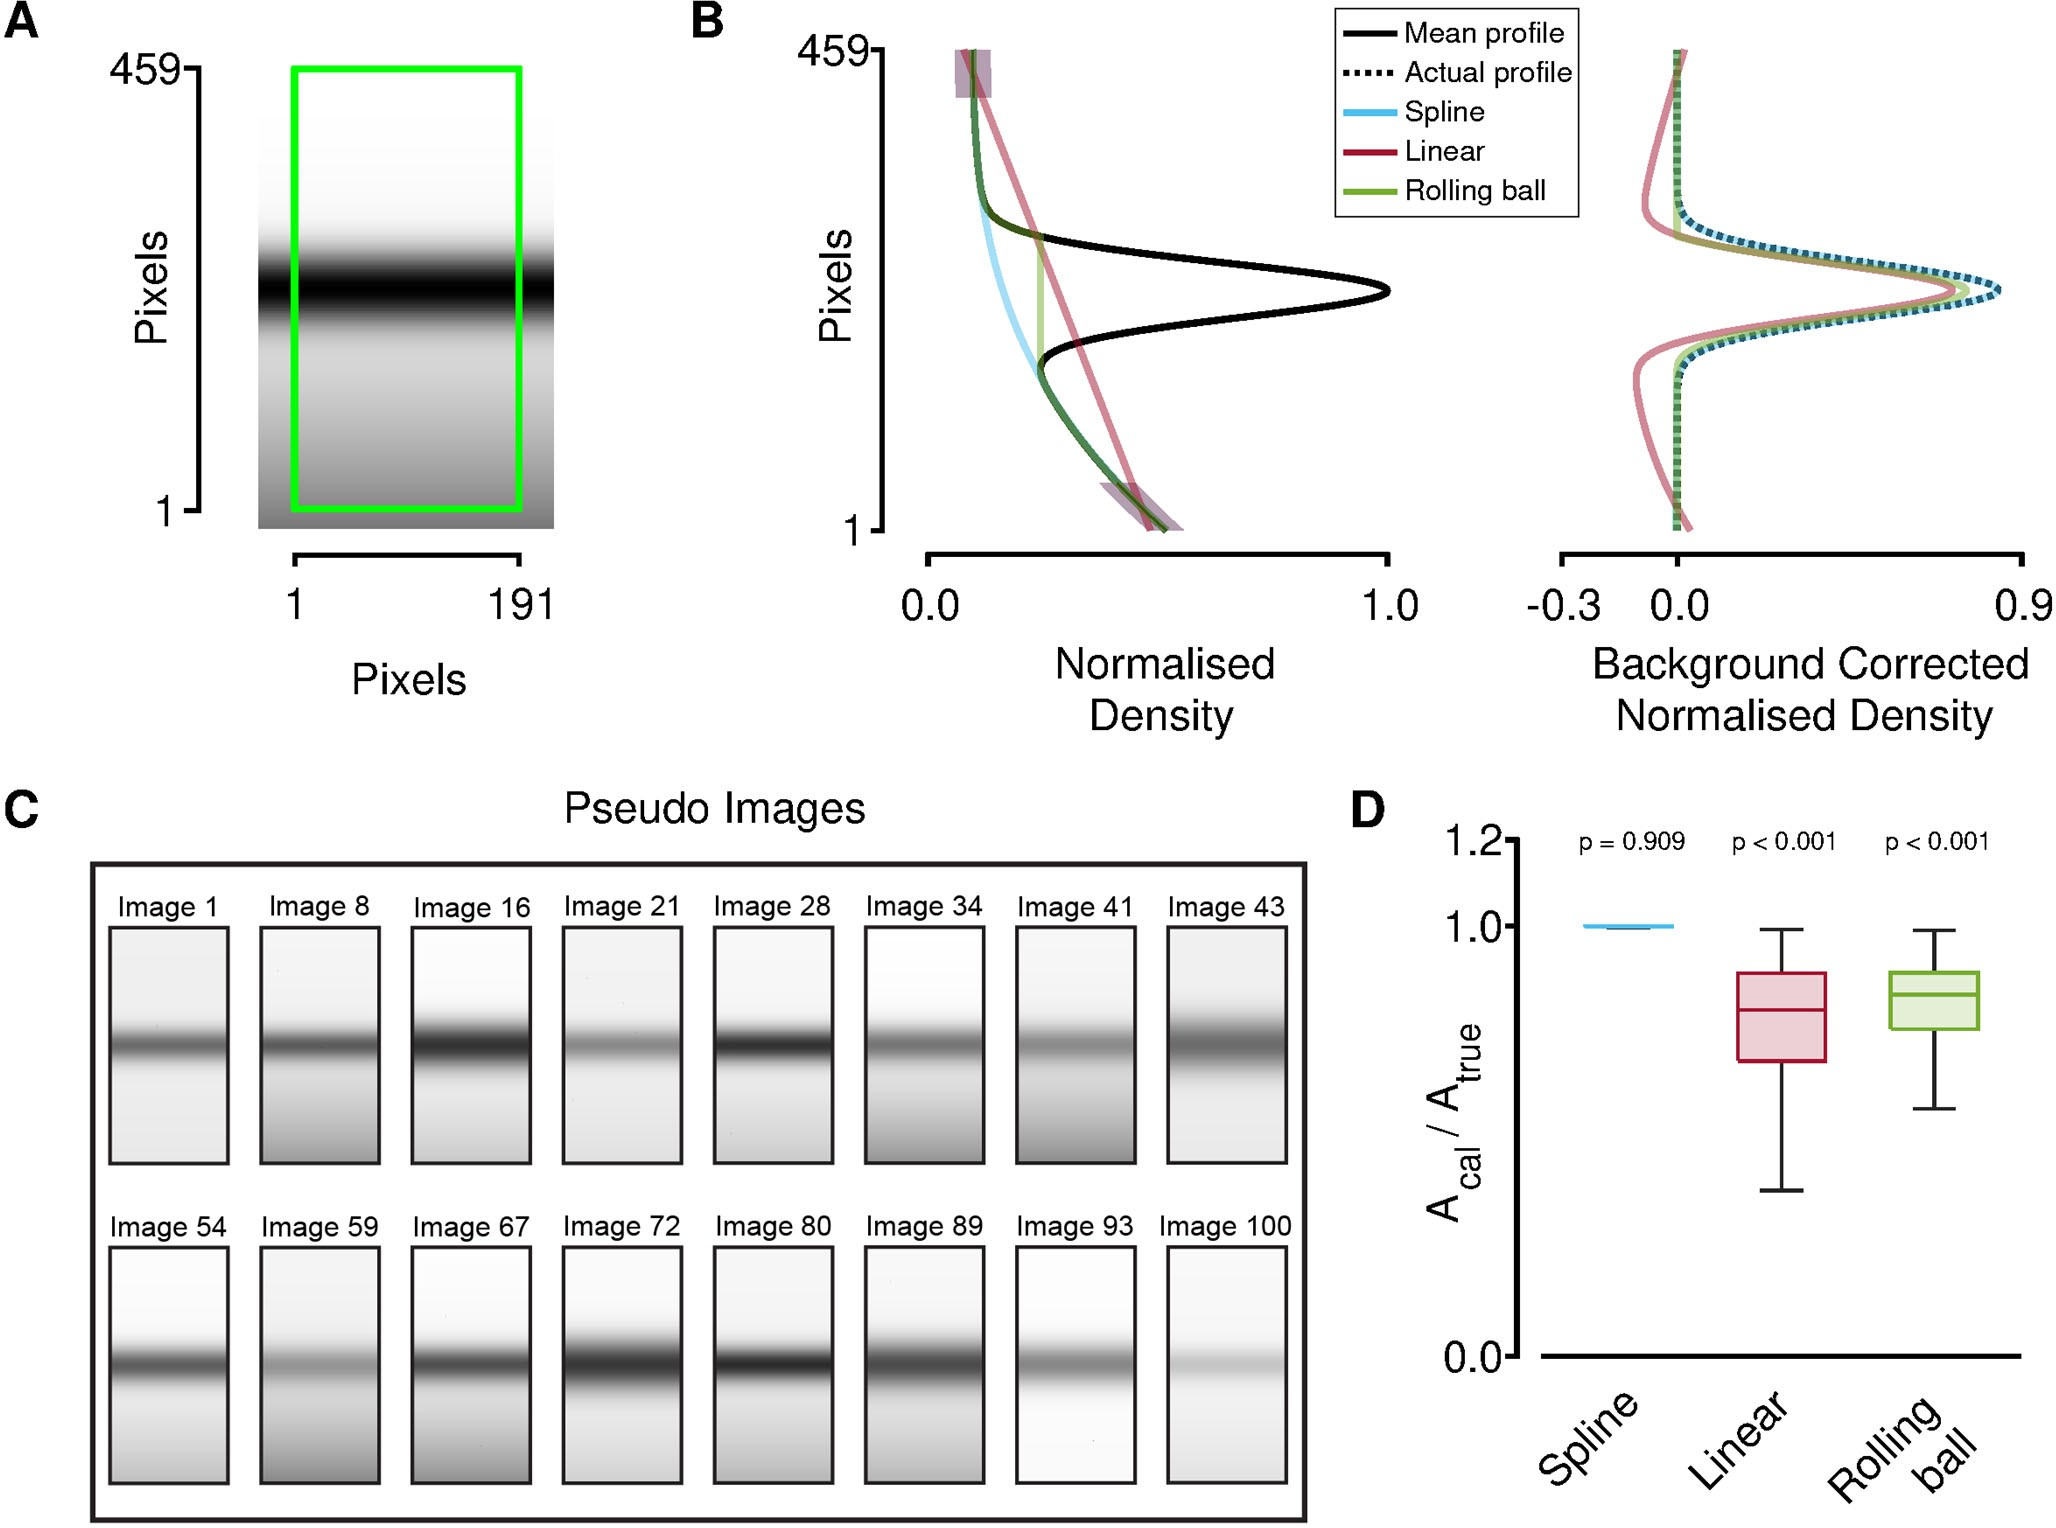 A
459
Pixels
1
1 191
Pixels
B
459
Pixels
1
0.0 1.0
Normalised
Density
Mean profile
Actual profile
Spline
Linear
Rolling ball
-0.3 0.0 0.9
Background Corrected
Normalised Density
C
Pseudo Images
Image 1 Image 8 Image 16 Image 21 Image 28 Image 34 Image 41 Image 43
Image 54 Image 59 Image 67 Image 72 Image 80 Image 89 Image 93 Image 100
D
1.2
p = 0.909 p < 0.001 p < 0.001
1.0
A cal / A true
0.0
Spline
Linear
Rolling
ball